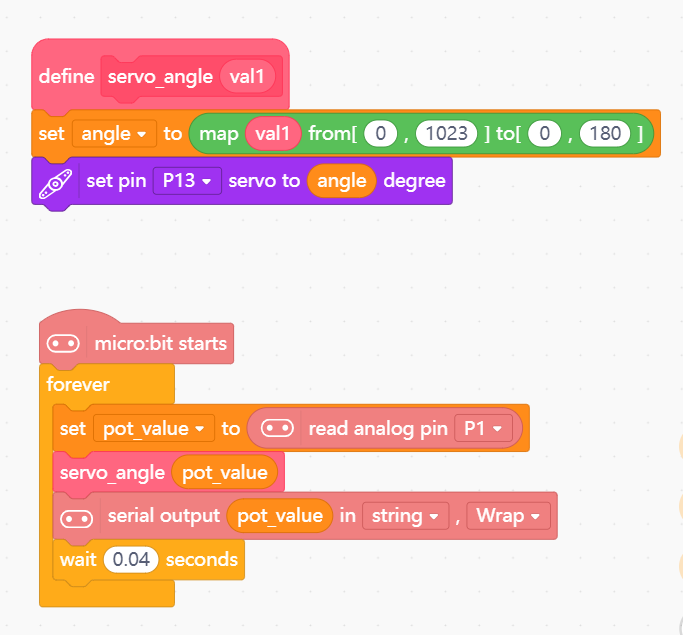 define servo_angle val1
set angle to map val1 from[ 0 , 1023 ] to[ 0 , 180 ]
set pin P13 servo to angle degree
micro:bit starts
forever
set pot_value to read analog pin P1
servo_angle pot_value
serial output pot_value in string , Wrap
wait 0.04 seconds